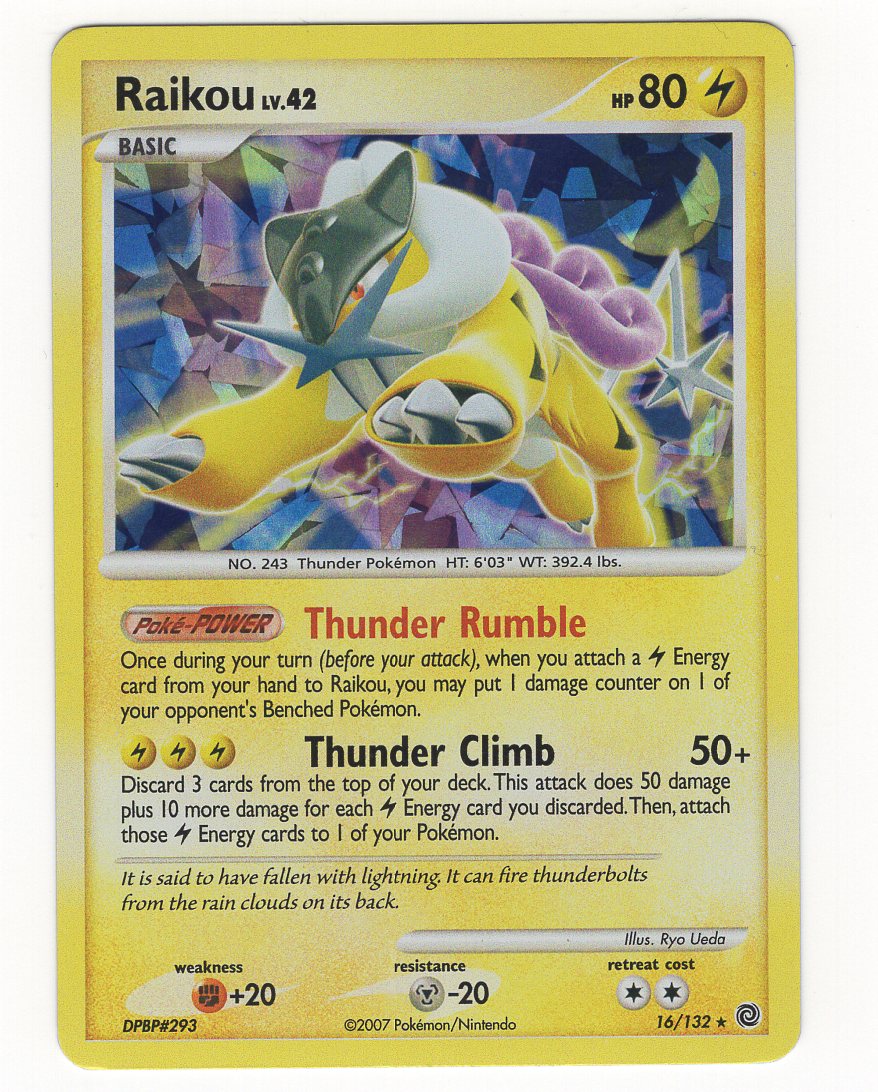 Raikou LV.42
HP 80
BASIC
NO. 243 Thunder Pokémon HT: 6'03" WT: 392.4 lbs.
Poké-POWER Thunder Rumble
Once during your turn (before your attack), when you attach a Energy
card from your hand to Raikou, you may put 1 damage counter on 1 of
your opponent's Benched Pokémon.
Thunder Climb 50+
Discard 3 cards from the top of your deck. This attack does 50 damage
plus 10 more damage for each Energy card you discarded. Then, attach
those Energy cards to 1 of your Pokémon.
It is said to have fallen with lightning. It can fire thunderbolts
from the rain clouds on its back.
Illus. Ryo Ueda
weakness resistance retreat cost
+20 -20
DPBP#293 ©2007 Pokémon/Nintendo 16/132 ★